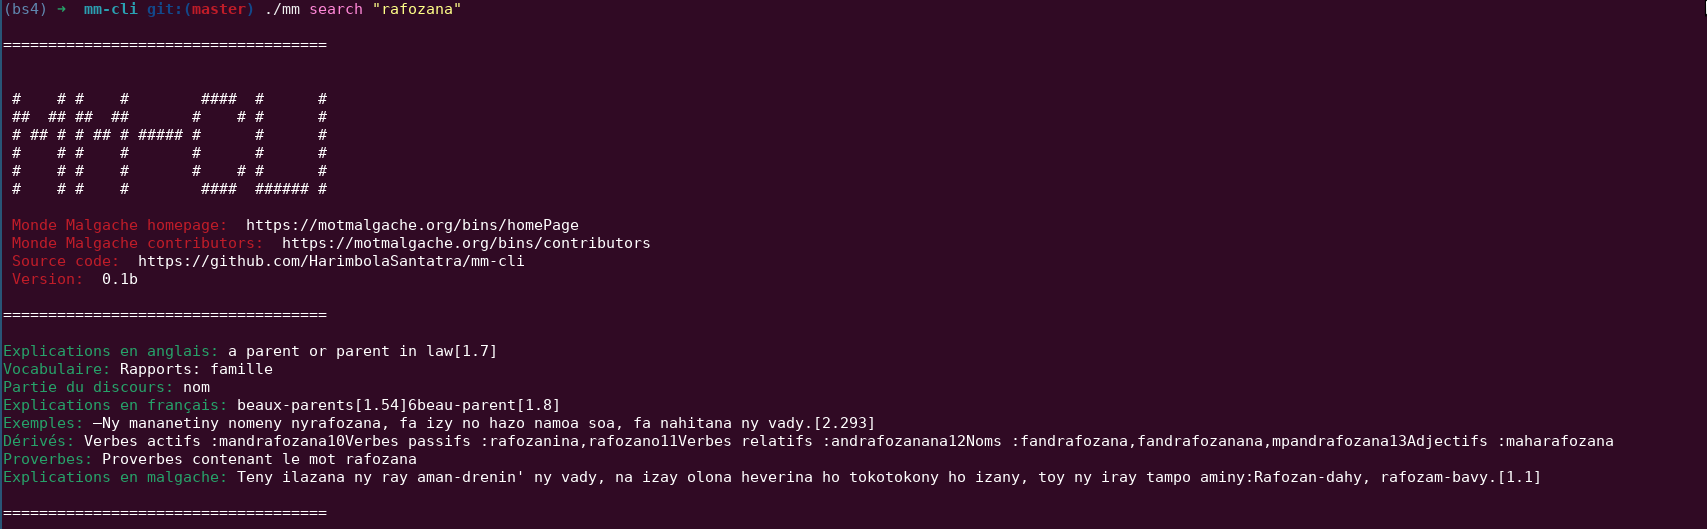 (bs4) ➜  mm-cli git:(master) ./mm search "rafozana"

====================================

 #    # #    #        ####  #      #
 ##  ## ##  ##       #    # #      #
 # ## # # ## # ##### #      #      #
 #    # #    #       #      #      #
 #    # #    #       #    # #      #
 #    # #    #        ####  ###### #

 Monde Malgache homepage:  https://motmalgache.org/bins/homePage
 Monde Malgache contributors:  https://motmalgache.org/bins/contributors
 Source code:  https://github.com/HarimbolaSantatra/mm-cli
 Version:  0.1b

====================================

Explications en anglais: a parent or parent in law[1.7]
Vocabulaire: Rapports: famille
Partie du discours: nom
Explications en français: beaux-parents[1.54]6beau-parent[1.8]
Exemples: —Ny mananetiny nomeny nyrafozana, fa izy no hazo namoa soa, fa nahitana ny vady.[2.293]
Dérivés: Verbes actifs :mandrafozana10Verbes passifs :rafozanina,rafozano11Verbes relatifs :andrafozanana12Noms :fandrafozana,fandrafozanana,mpandrafozana13Adjectifs :maharafozana
Proverbes: Proverbes contenant le mot rafozana
Explications en malgache: Teny ilazana ny ray aman-drenin' ny vady, na izay olona heverina ho tokotokony ho izany, toy ny iray tampo aminy:Rafozan-dahy, rafozam-bavy.[1.1]

====================================